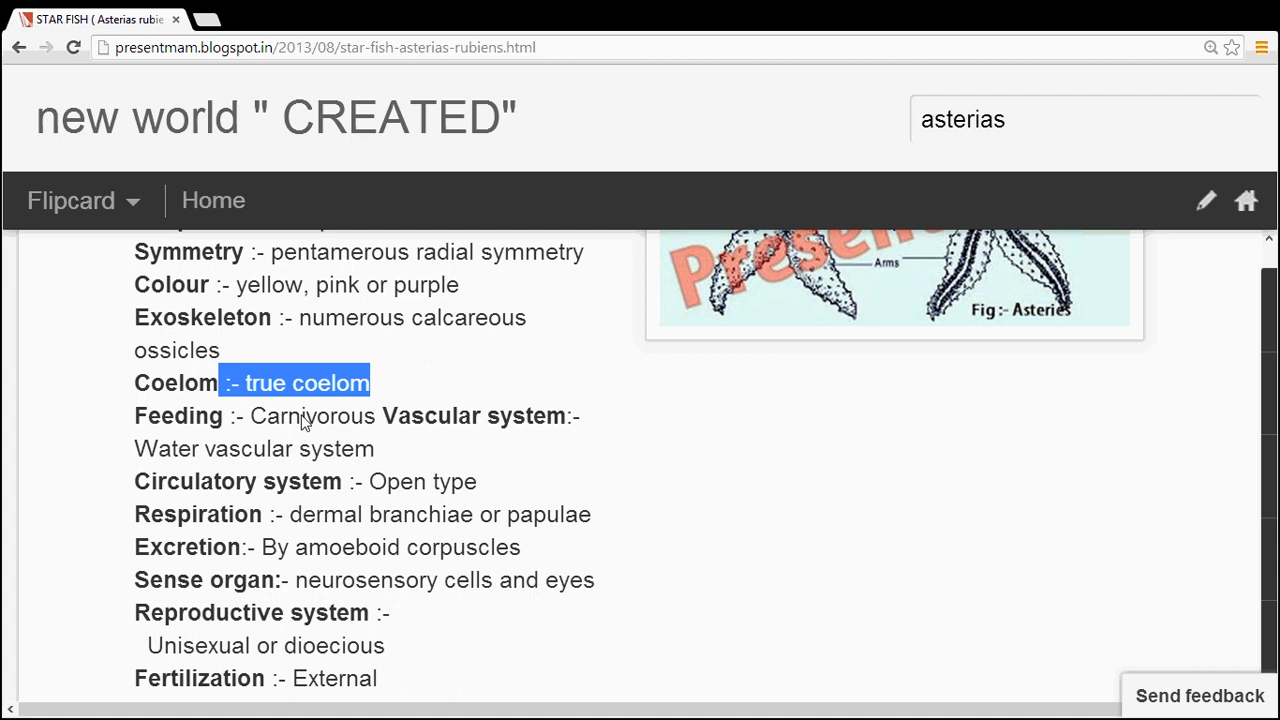 STAR FISH ( Asterias rubie
presentmam.blogspot.in/2013/08/star-fish-asterias-rubiens.html
new world " CREATED"
asterias
Flipcard
Home
Symmetry :- pentamerous radial symmetry
Colour :- yellow, pink or purple
Exoskeleton :- numerous calcareous
ossicles
Coelom :- true coelom
Feeding :- Carnivorous Vascular system:-
Water vascular system
Circulatory system :- Open type
Respiration :- dermal branchiae or papulae
Excretion:- By amoeboid corpuscles
Sense organ:- neurosensory cells and eyes
Reproductive system :-
Unisexual or dioecious
Fertilization :- External
Arms
Fig:- Asteries
Send feedback